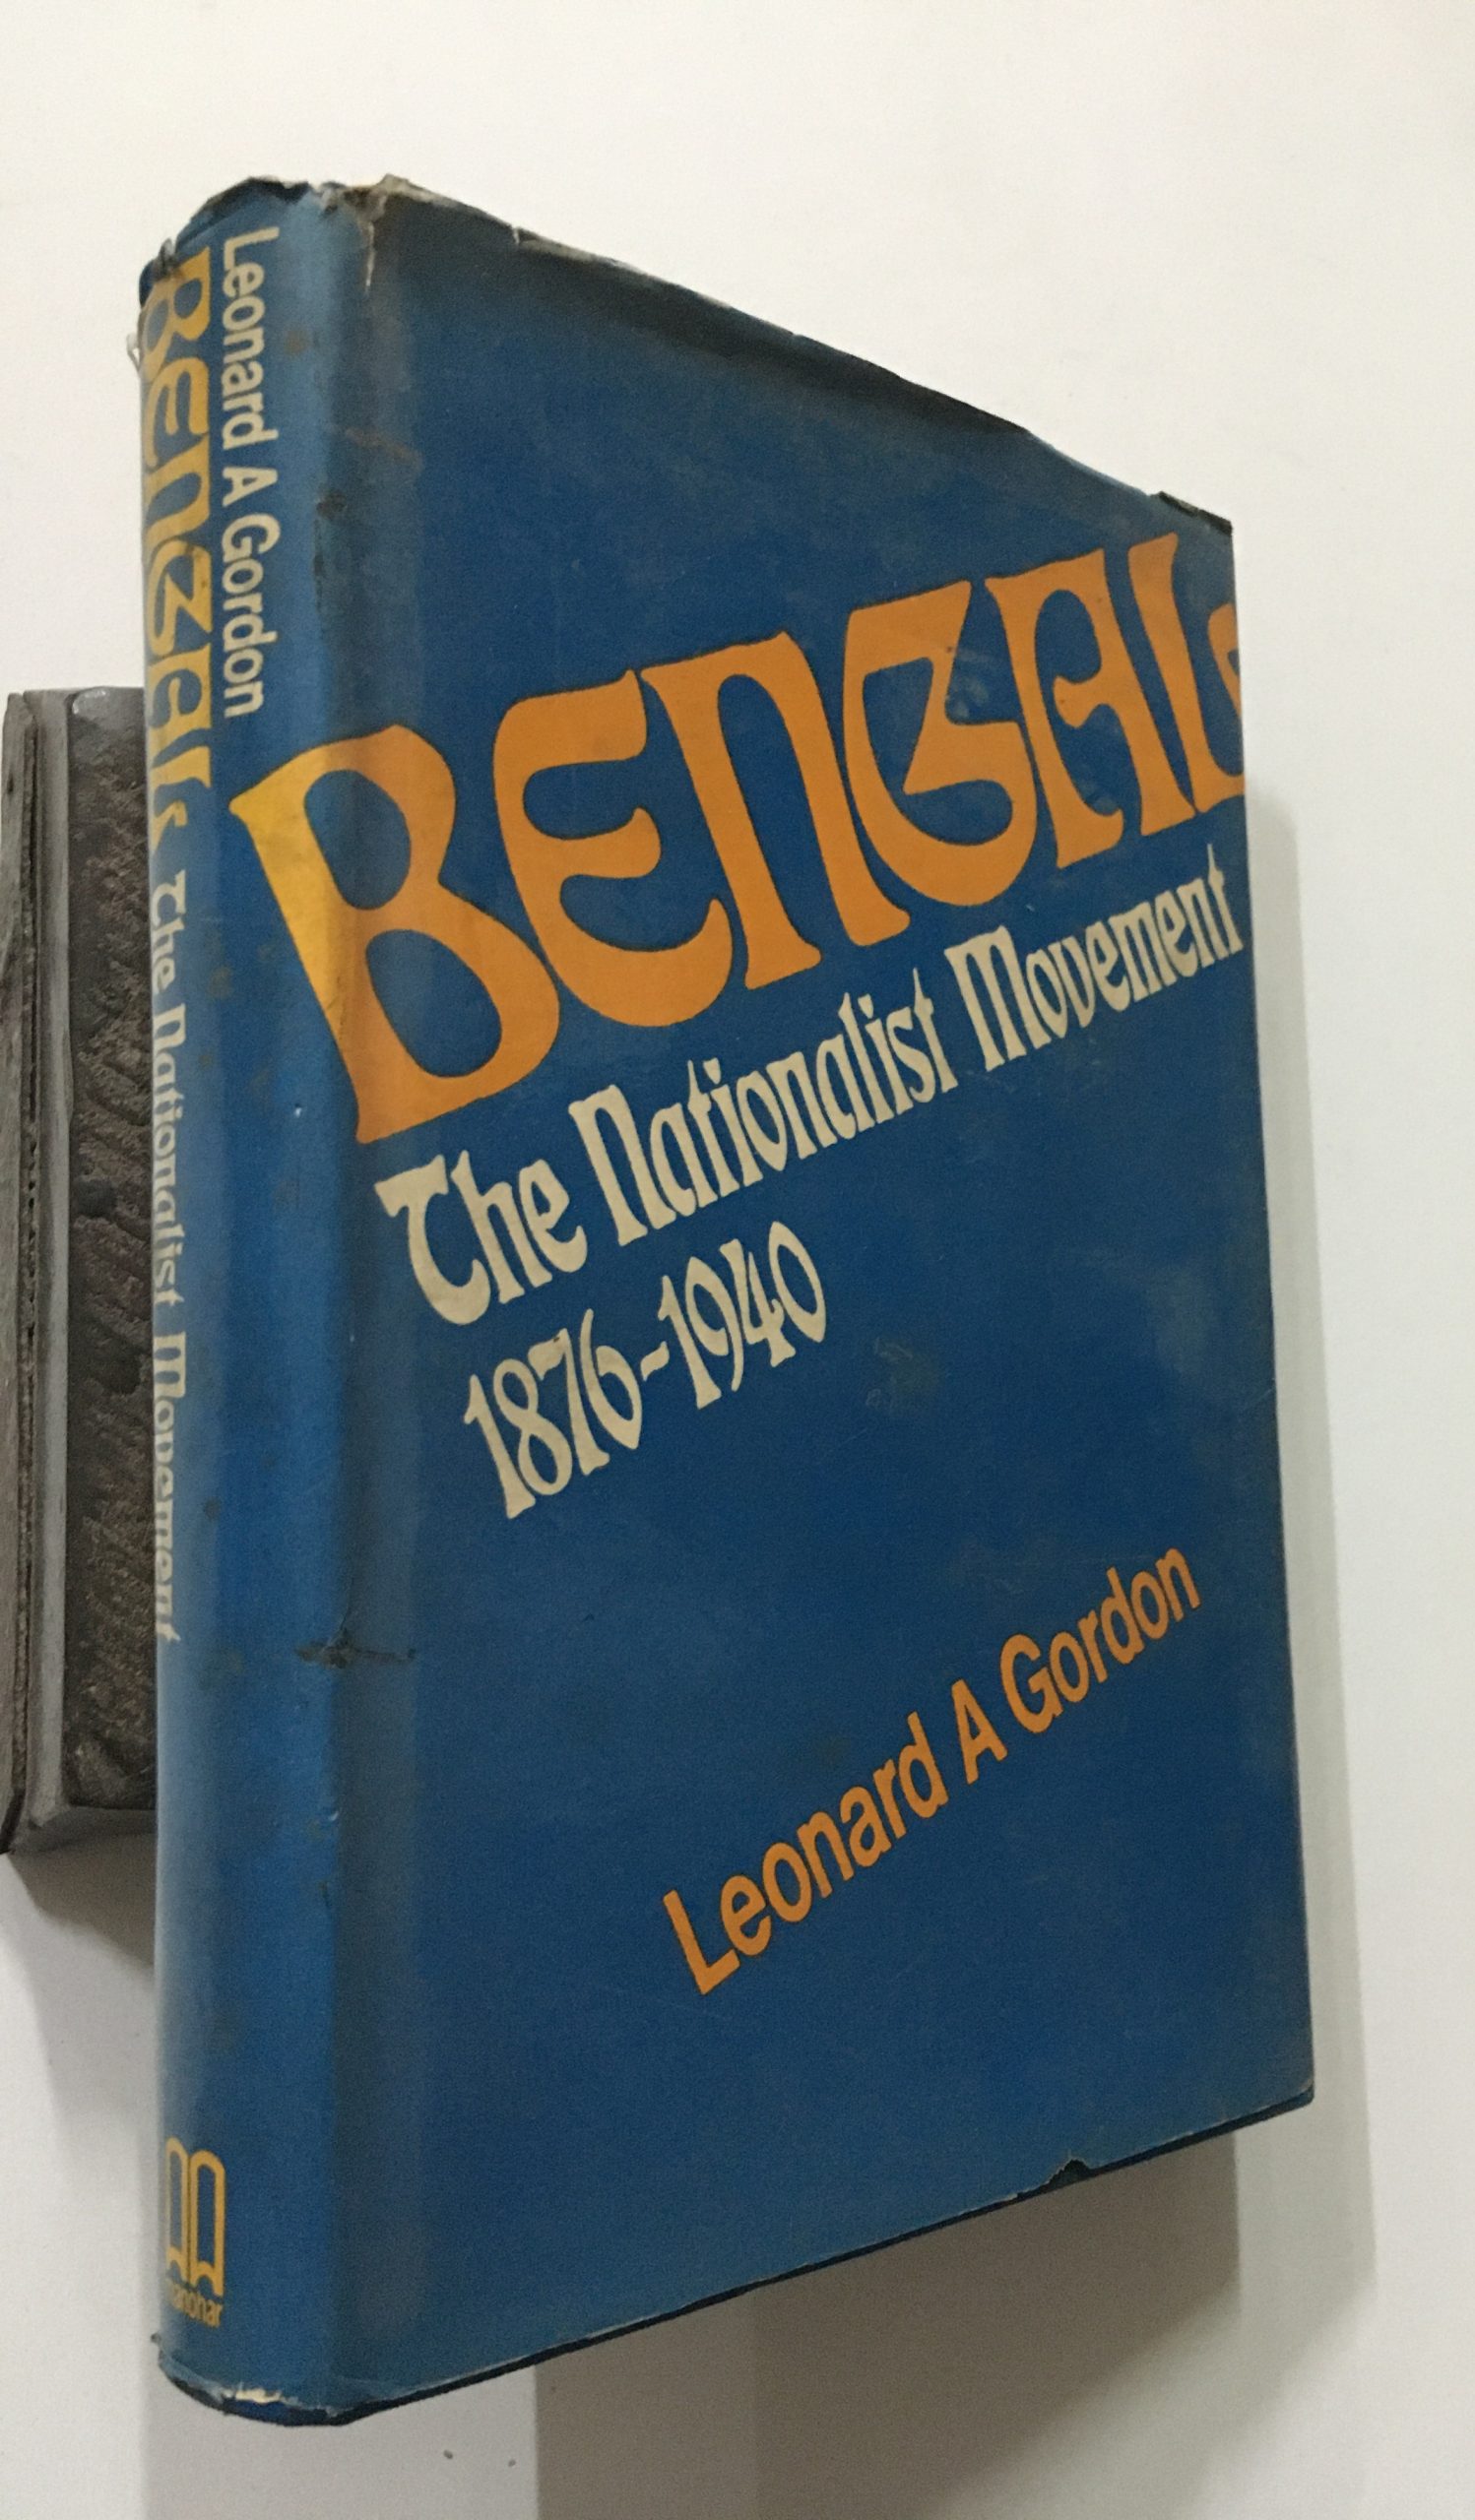 Leonard A Gordon
BENGAL: The Nationalist Movement
manohar
BENGAL:
The Nationalist Movement
1876-1940
Leonard A Gordon